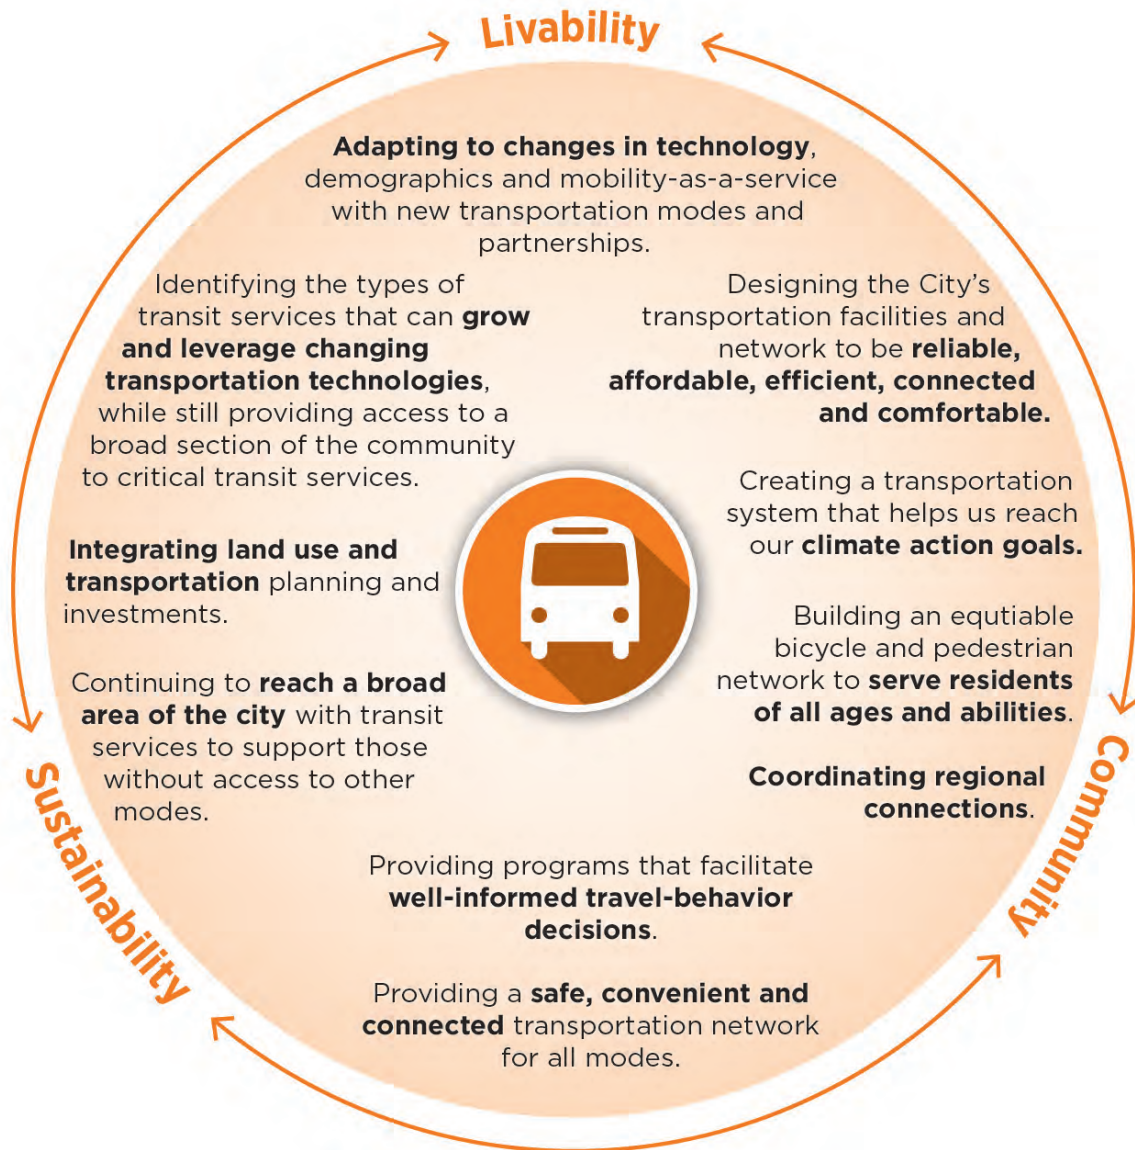 Livability
Adapting to changes in technology,
demographics and mobility-as-a-service
with new transportation modes and
partnerships.
Identifying the types of
transit services that can grow
and leverage changing
transportation technologies,
while still providing access to a
broad section of the community
to critical transit services.
Integrating land use and
transportation planning and
investments.
Continuing to reach a broad
area of the city with transit
services to support those
without access to other
modes.
Designing the City’s
transportation facilities and
network to be reliable,
affordable, efficient, connected
and comfortable.
Creating a transportation
system that helps us reach
our climate action goals.
Building an equtiable
bicycle and pedestrian
network to serve residents
of all ages and abilities.
Coordinating regional
connections.
Providing programs that facilitate
well-informed travel-behavior
decisions.
Providing a safe, convenient and
connected transportation network
for all modes.
Sustainability
Community